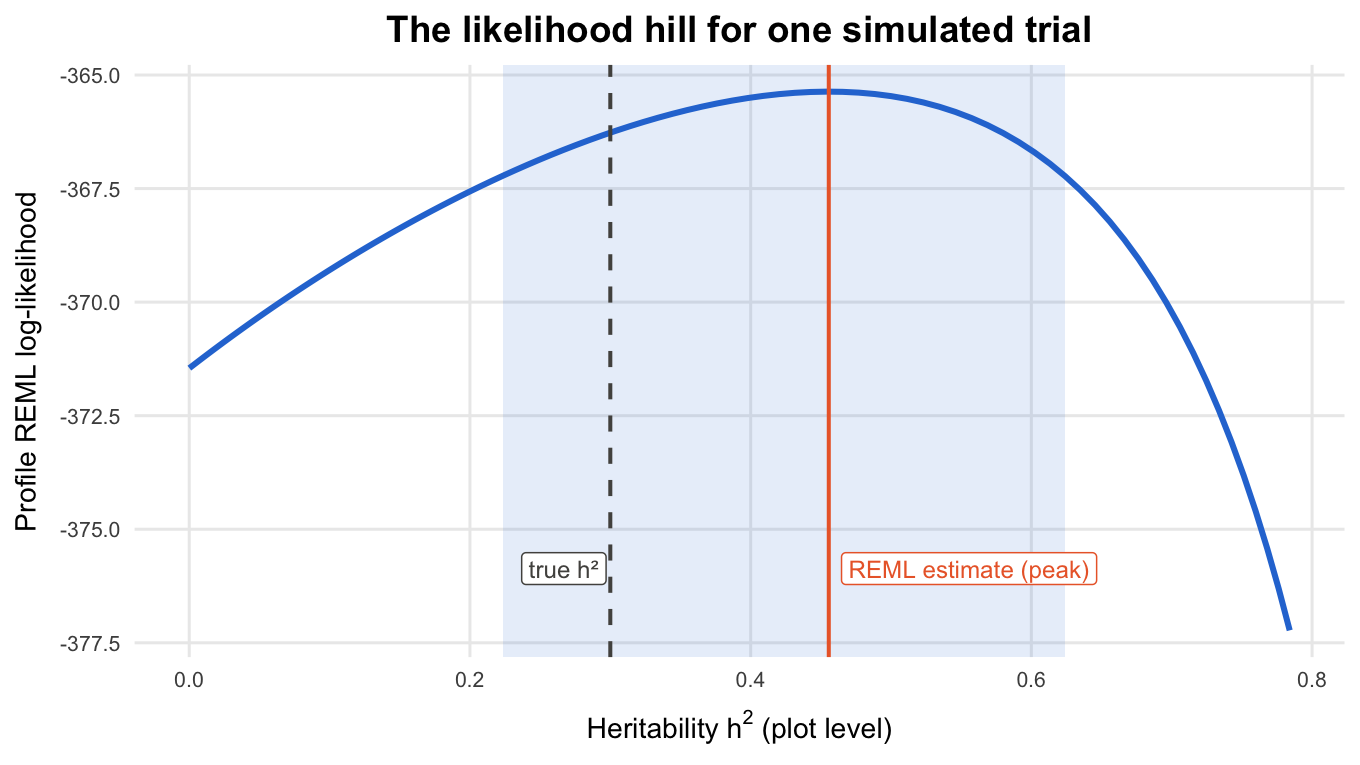 The likelihood hill for one simulated trial
Profile REML log-likelihood
-365.0
-367.5
-370.0
-372.5
-375.0
-377.5
true h²
REML estimate (peak)
0.0
0.2
0.4
0.6
0.8
Heritability h² (plot level)